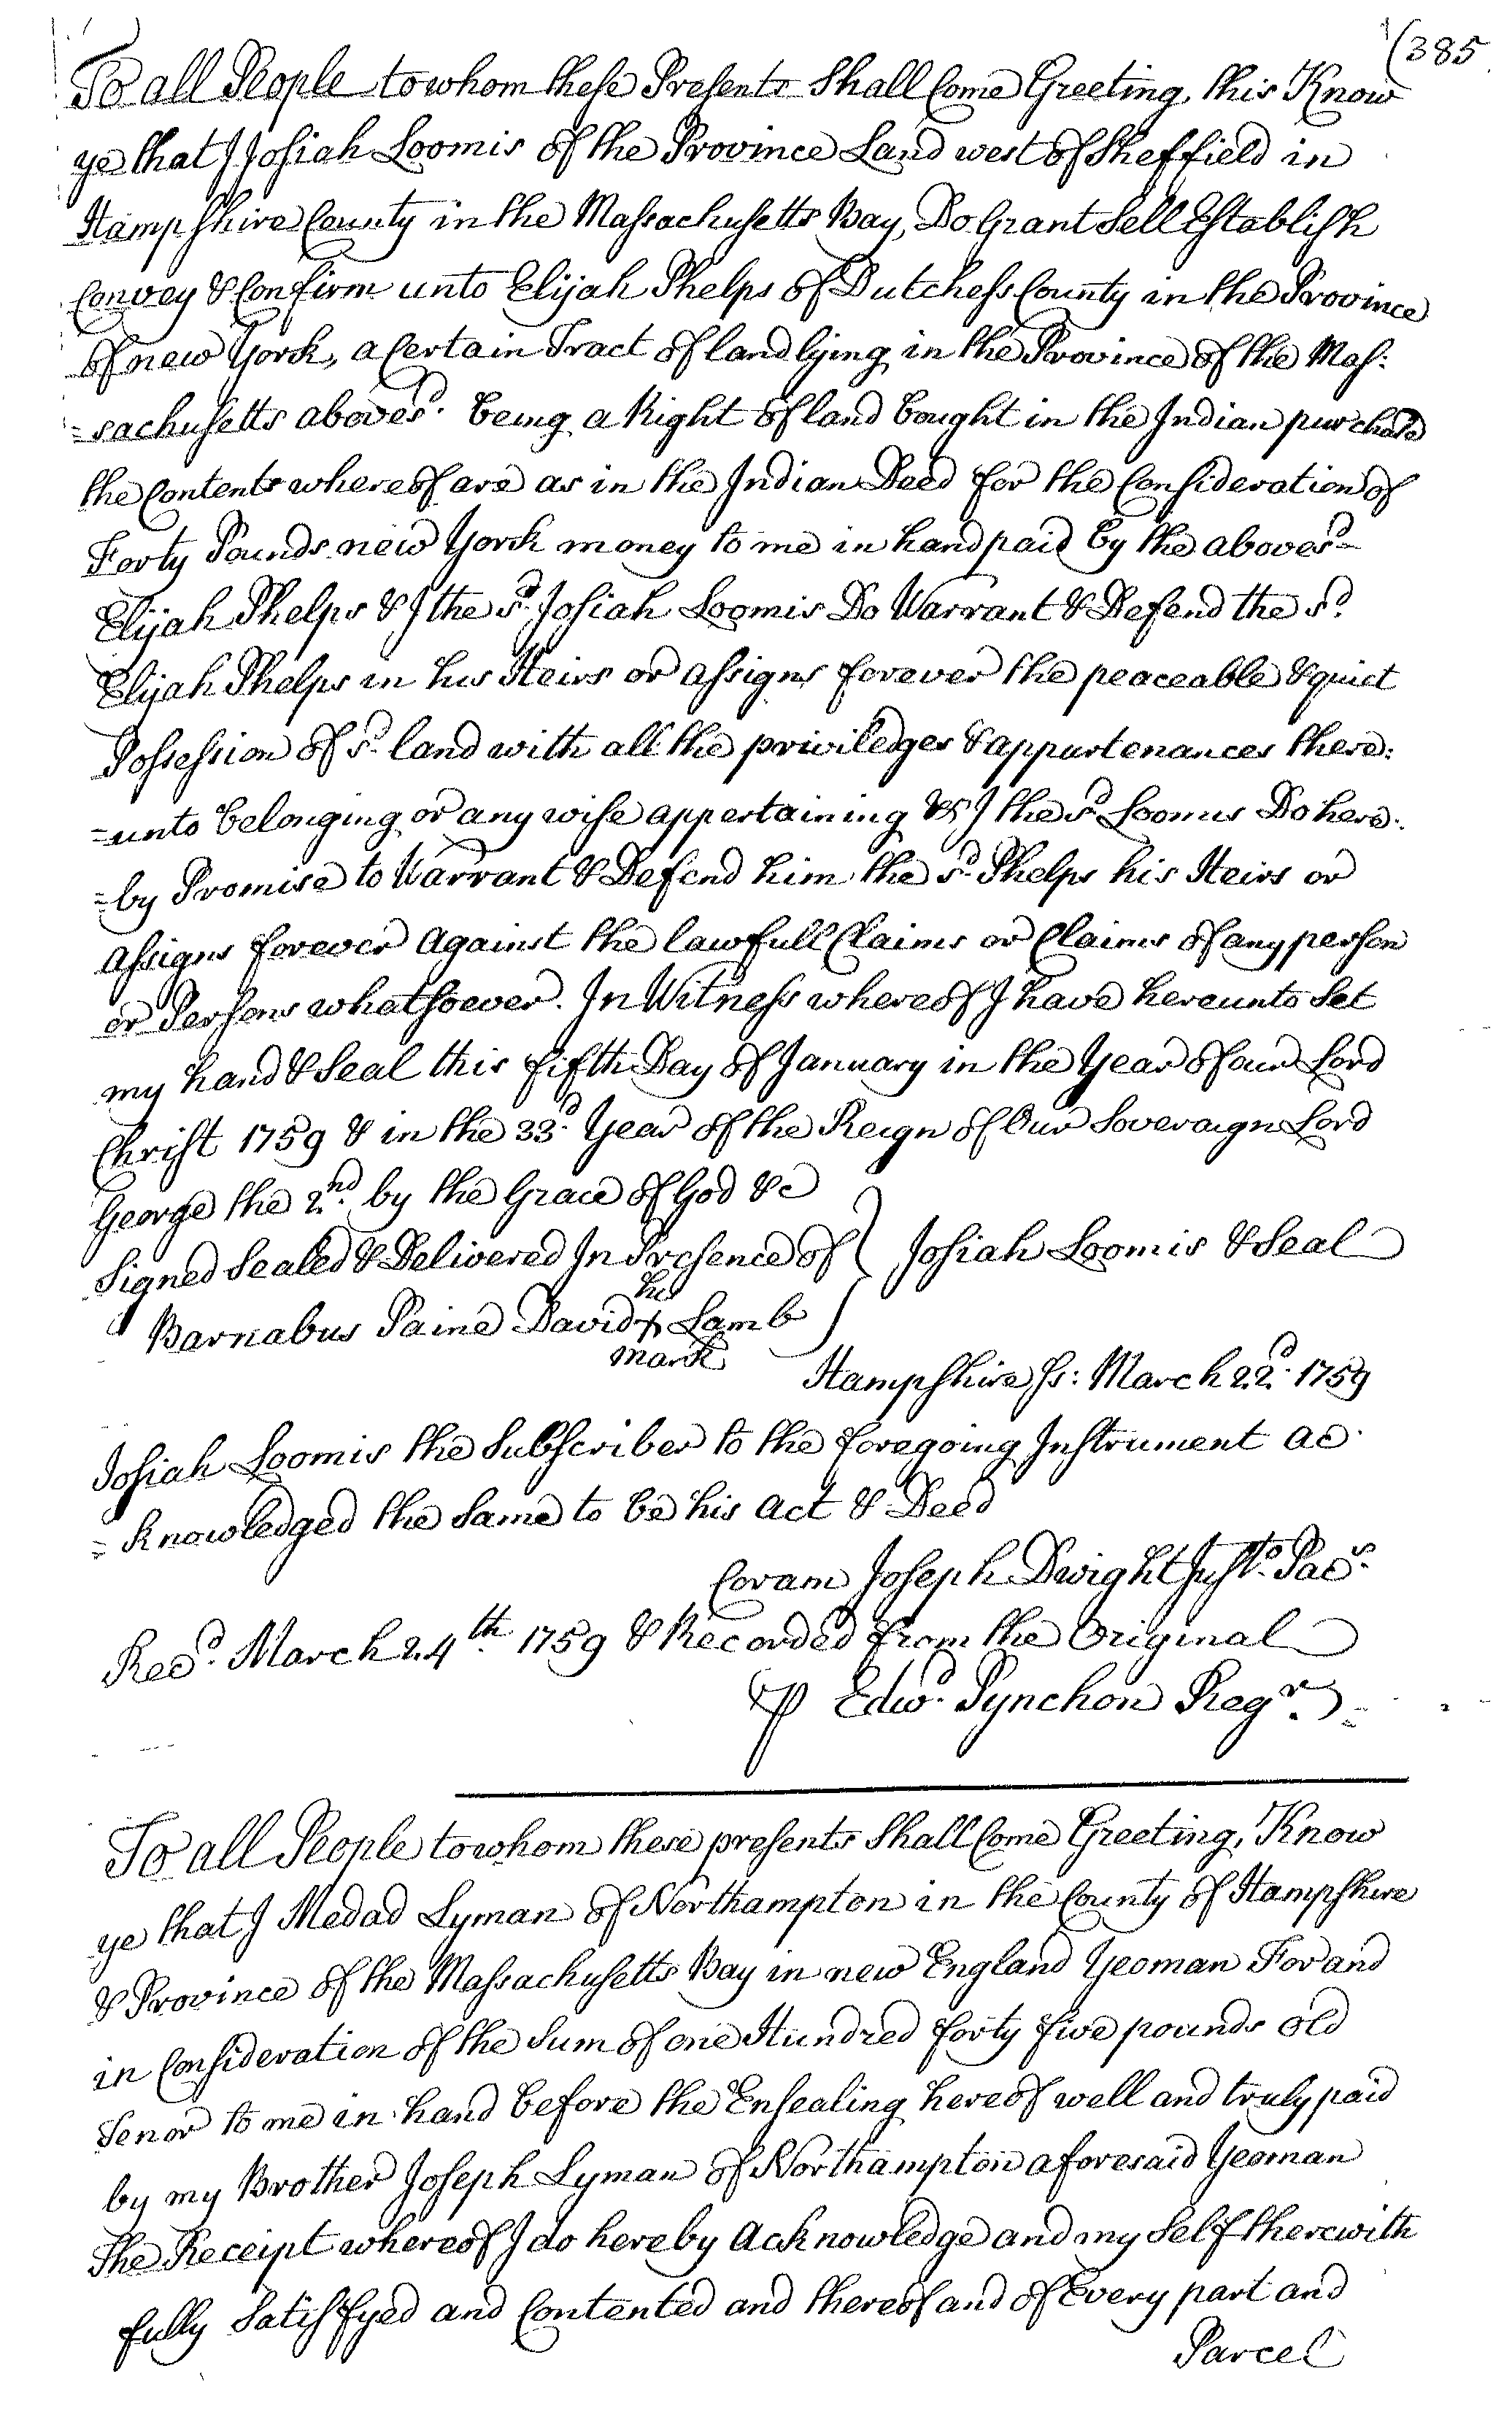 (385
To all People to whom these Presents Shall Come Greeting, this Know
ye that I Josiah Loomis of the Province Land west of Sheffield in
Hampshire County in the Massachusetts Bay, Do Grant Sell Establish
Convey & Confirm unto Elijah Phelps of Dutchess County in the Province
of new York, a Certain Tract of land lying in the Province of the Mas:
=sachusetts aboves.d being a Right of land bought in the Indian purchase
the Contents whereof are as in the Indian Deed for the Consideration of
Forty Pounds new York money to me in hand paid by the aboves.d
Elijah Phelps & I the s.d Josiah Loomis Do Warrant & Defend the s.d
Elijah Phelps in his Heirs or assigns forever the peaceable & quiet
Possession of s.d land with all the priviledges & appurtenances there:
=unto belonging or any wise appertaining & I the s.d Loomis Do here:
=by Promise to Warrant & Defend him the s.d Phelps his Heirs or
assigns forever against the lawfull Claims or Claims of any person
or Persons whatsoever. In Witness whereof I have hereunto Set
my hand & Seal this fifth Day of January in the Year of our Lord
Christ 1759 & in the 33.d Year of the Reign of Our Soveraign Lord
George the 2.nd by the Grace of God &c
Signed Sealed & Delivered In Presence of } Josiah Loomis & Seal
his
Barnabus Paine David + Lamb
mark
Hampshire ss: March 22.d 1759
Josiah Loomis the Subscriber to the foregoing Instrument ac
=knowledged the Same to be his act & Deed
Coram Joseph Dwight Just.o Pac.s
Rec.d March 24.th 1759 & Recorded from the Original
P Edw.d Pynchon Reg.r
To all People to whom these presents Shall Come Greeting, Know
ye that I Medad Lyman of Northampton in the County of Hampshire
& Province of the Massachusetts Bay in new England Yeoman For and
in Consideration of the Sum of one Hundred forty five pounds old
Tenor to me in hand before the Ensealing hereof well and truly paid
by my Brother Joseph Lyman of Northampton aforesaid Yeoman
The Receipt whereof I do hereby acknowledge and my Self therewith
fully Satisfyed and Contented and thereof and of Every part and
Parcel